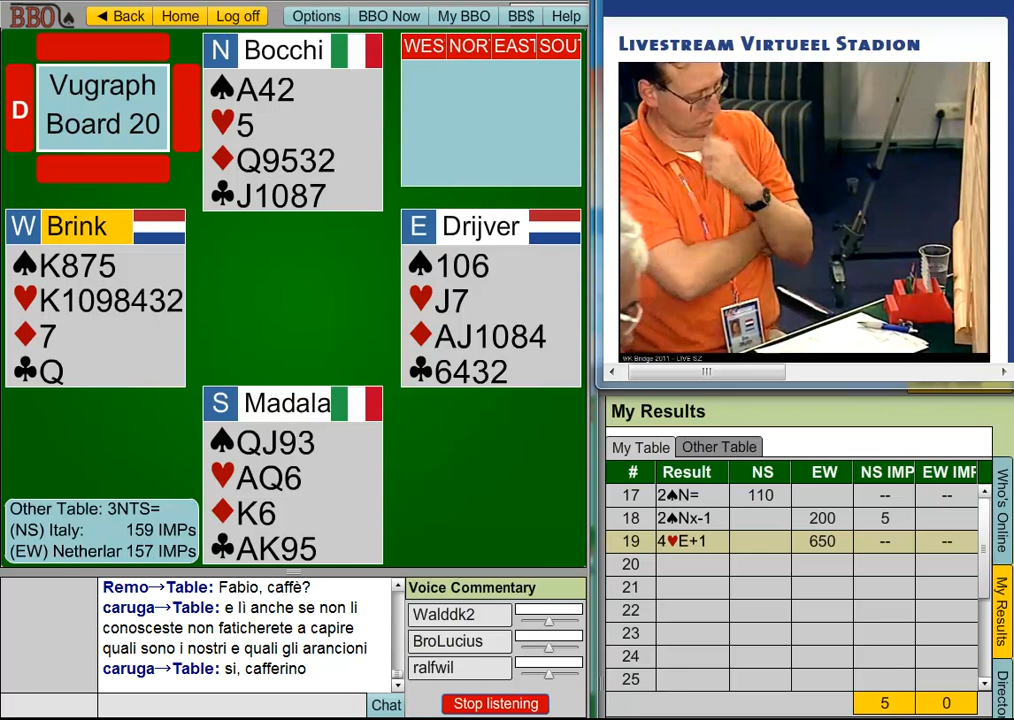 BBO ◄ Back Home Log off Options BBO Now My BBO BB$ Help
D
Vugraph
Board 20
N Bocchi
♠A42
♥5
♦Q9532
♣J1087
WES NOR EAST SOU
W Brink
♠K875
♥K1098432
♦7
♣Q
E Drijver
♠106
♥J7
♦AJ1084
♣6432
S Madala
♠QJ93
♥AQ6
♦K6
♣AK95
Other Table: 3NTS=
(NS) Italy: 159 IMPs
(EW) Netherlar 157 IMPs
Remo→Table: Fabio, caffè?
caruga→Table: e lì anche se non li
conosceste non faticherete a capire
quali sono i nostri e quali gli arancioni
caruga→Table: si, cafferino
Chat
Voice Commentary
Walddk2
BroLucius
ralfwil
Stop listening
Livestream Virtueel Stadion
WK Bridge 2011 - LIVE SZ
My Results
My Table Other Table
# Result NS EW NS IMP EW IMF
17 2♠N= 110 -- --
18 2♠Nx-1 200 5
19 4♥E+1 650 -- --
20
21
22
23
24
25
5 0
Who's Online
My Results
Director